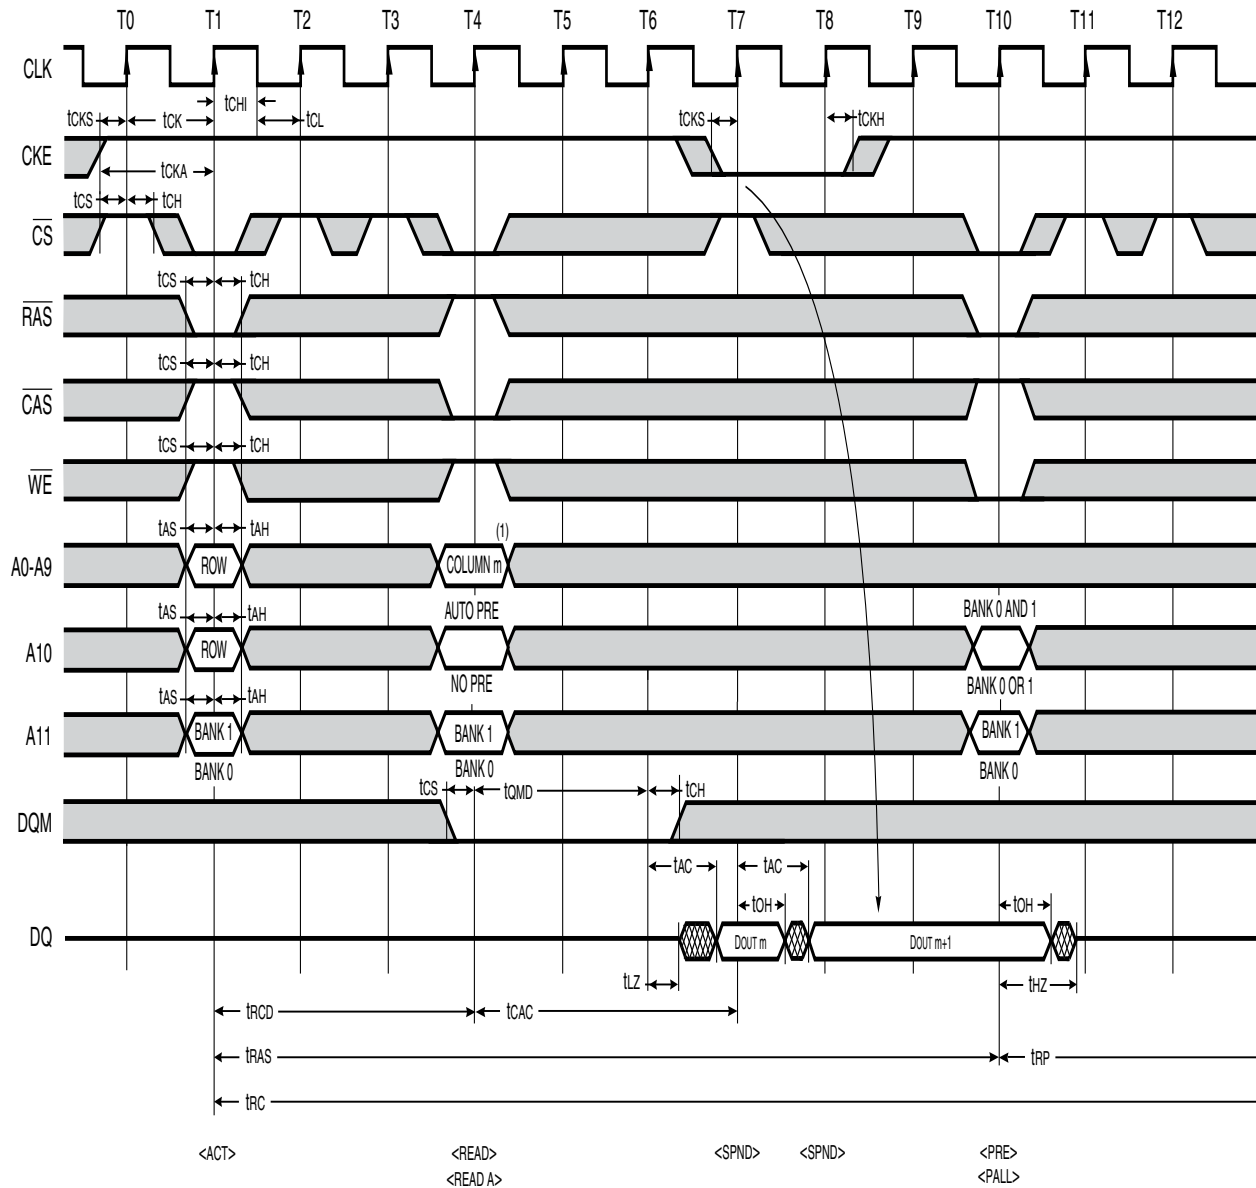 T0 T1 T2 T3 T4 T5 T6 T7 T8 T9 T10 T11 T12
CLK
tCHI
tCKS tCK tCL tCKS tCKH
CKE
tCKA
tCS tCH
CS
tCS tCH
RAS
tCS tCH
CAS
tCS tCH
WE
tAS tAH (1)
A0-A9 ROW COLUMN m
tAS tAH AUTO PRE BANK 0 AND 1
A10 ROW
tAS tAH NO PRE BANK 0 OR 1
A11 BANK 1 BANK 1 BANK 1
BANK 0 BANK 0 BANK 0
tCS tQMD tCH
DQM
tAC tAC
tOH tOH
DQ DOUT m DOUT m+1
tLZ tHZ
tRCD tCAC
tRAS tRP
tRC
<ACT> <READ> <SPND> <SPND> <PRE>
<READ A> <PALL>